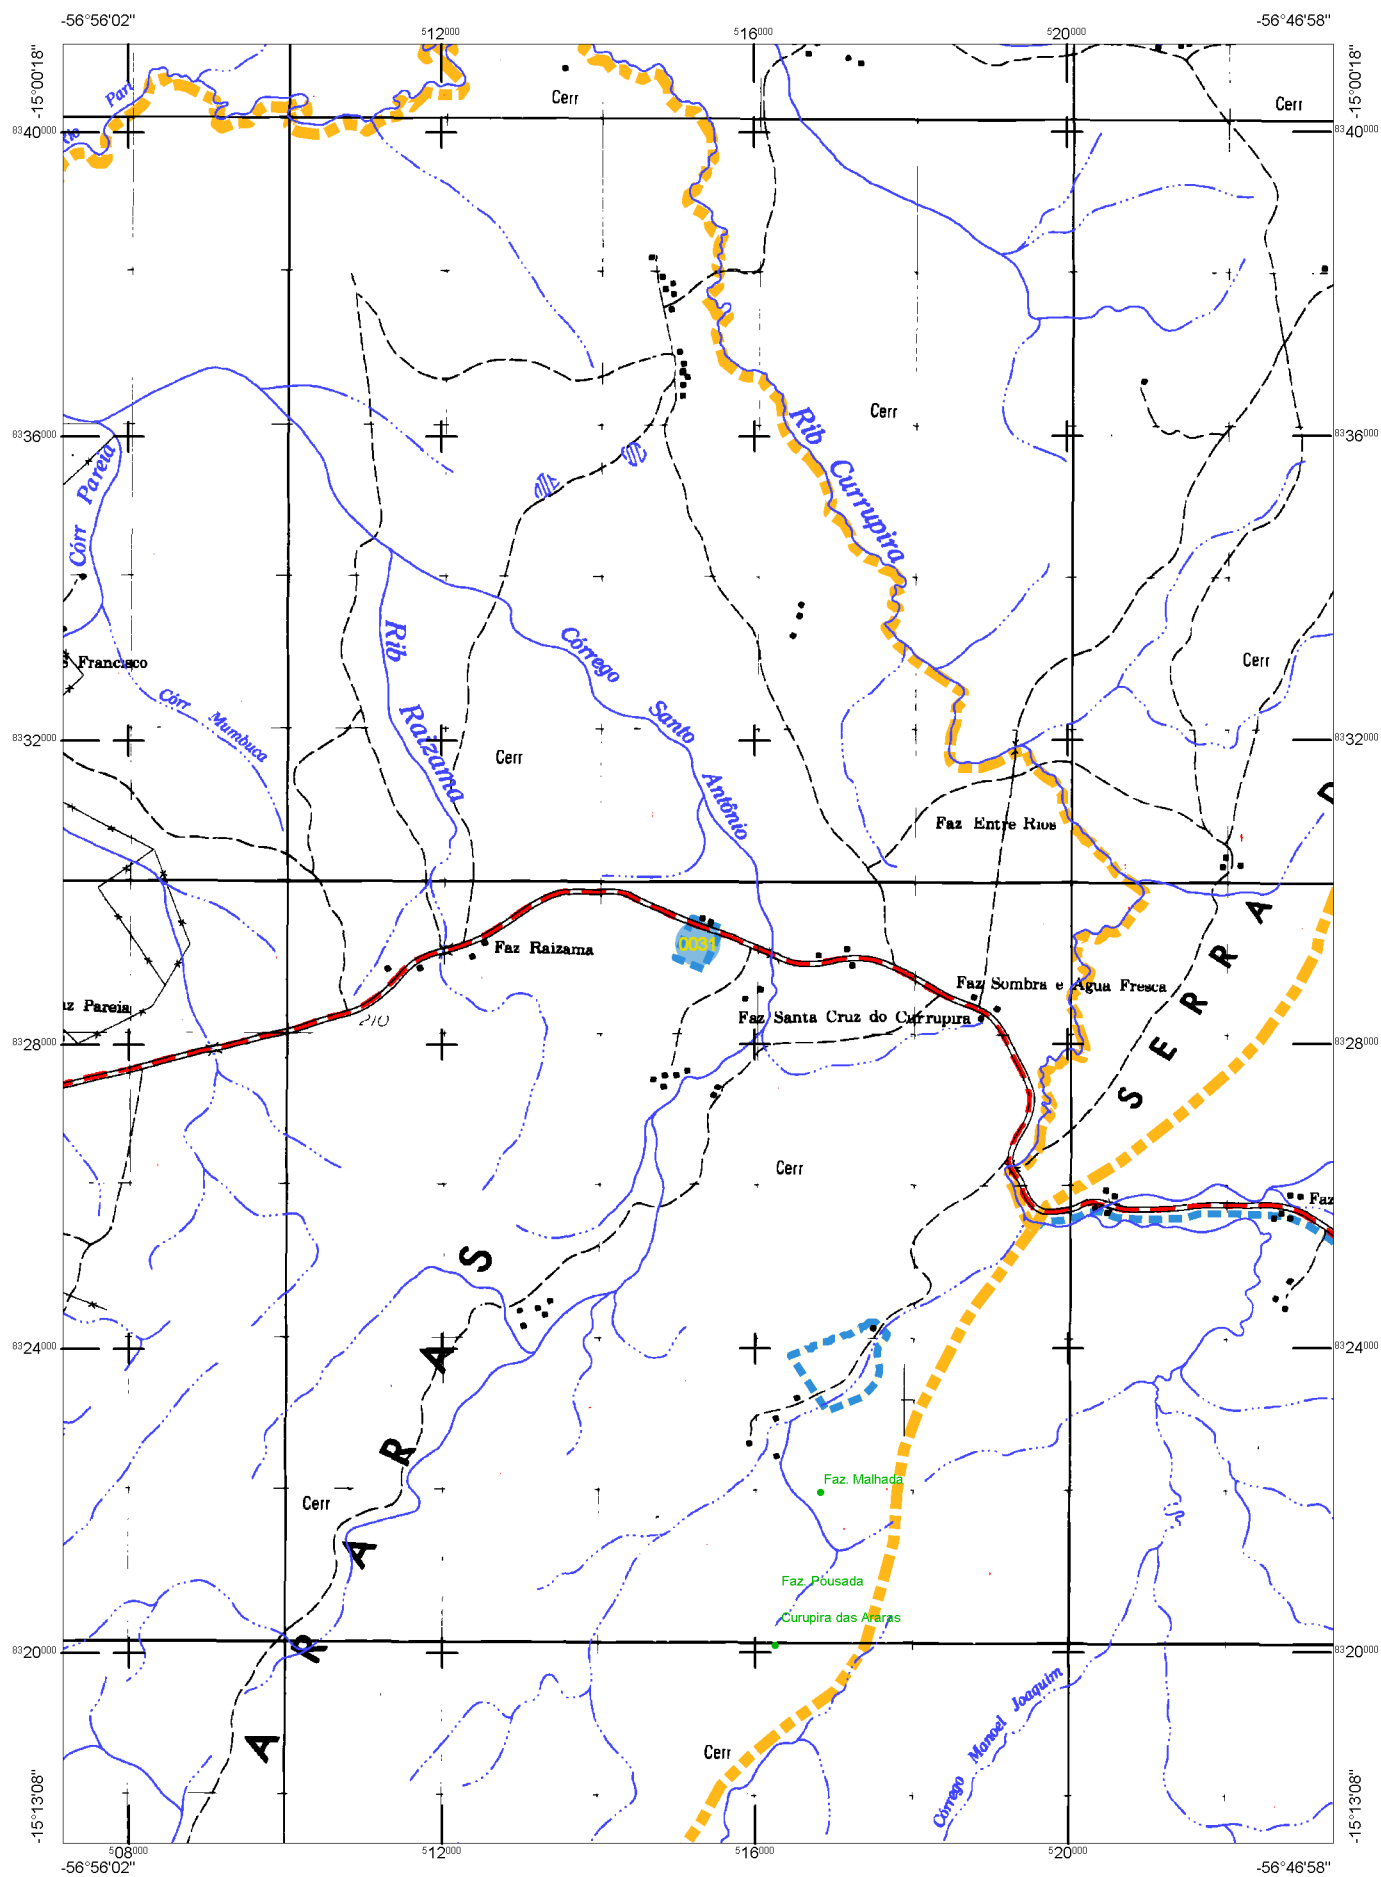 -56°56'02"
-56°46'58"
512000
516000
520000
-15°00'18"
-15°00'18"
Pari
Cerr
Cerr
8340000
8340000
Rio
Cerr
Rib
Currupira
8336000
8336000
Córr Pareia
Rib
Raizama
Córrego
Santo
Antônio
S Francisco
Cerr
Córr Mumbuca
8332000
8332000
Cerr
D
Faz Entre Rios
A
R
R
E
S
0031
Faz Raizama
Faz Sombra e Agua Fresca
az Pareia
Faz Santa Cruz do Currupira
210
8328000
8328000
Cerr
Faz
S
A
R
A
R
A
8324000
8324000
Faz. Malhada
Cerr
Faz. Pousada
Curupira das Araras
8320000
8320000
Córrego Manoel Joaquim
Cerr
-15°13'08"
-15°13'08"
508000
512000
516000
520000
-56°56'02"
-56°46'58"